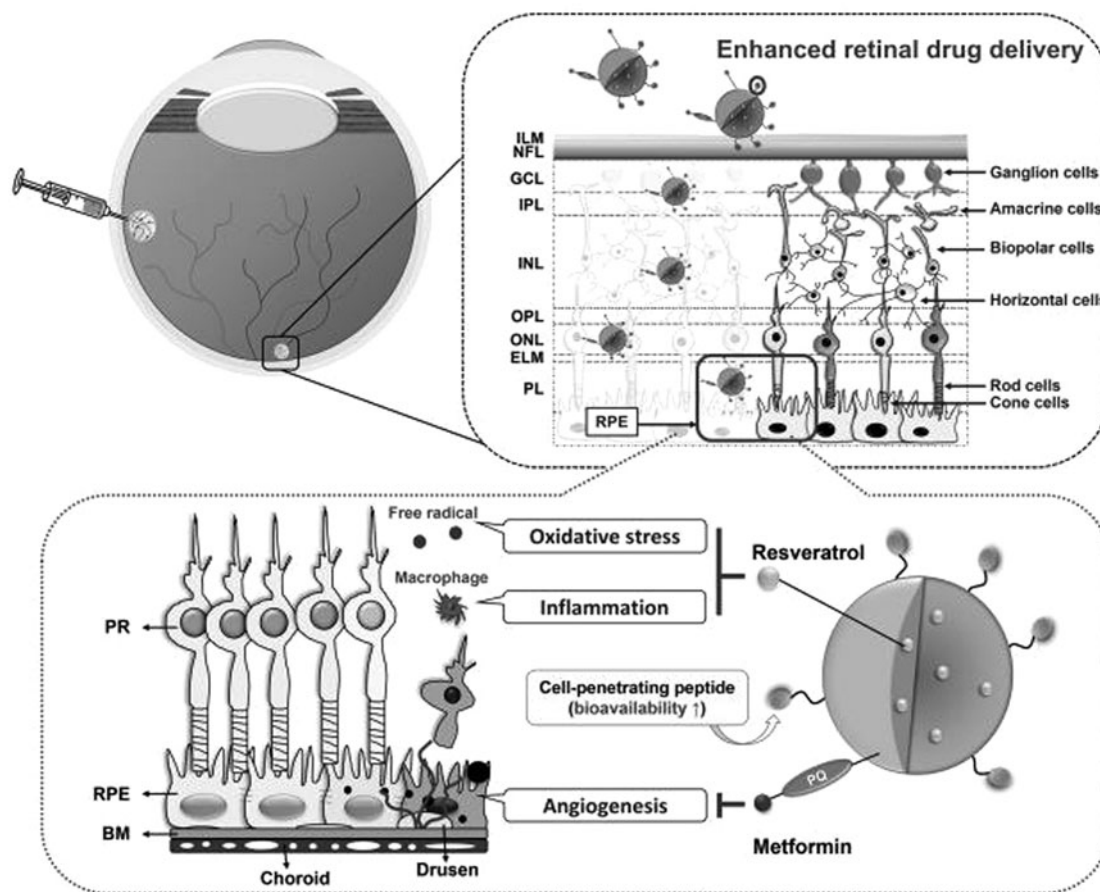 Enhanced retinal drug delivery
ILM
NFL
GCL
IPL
INL
OPL
ONL
ELM
PL
RPE
Ganglion cells
Amacrine cells
Biopolar cells
Horizontal cells
Rod cells
Cone cells
Free radical
Oxidative stress
Macrophage
Inflammation
Resveratrol
PR
Cell-penetrating peptide
(bioavailability ↑)
PQ
RPE
Angiogenesis
BM
Metformin
Choroid
Drusen